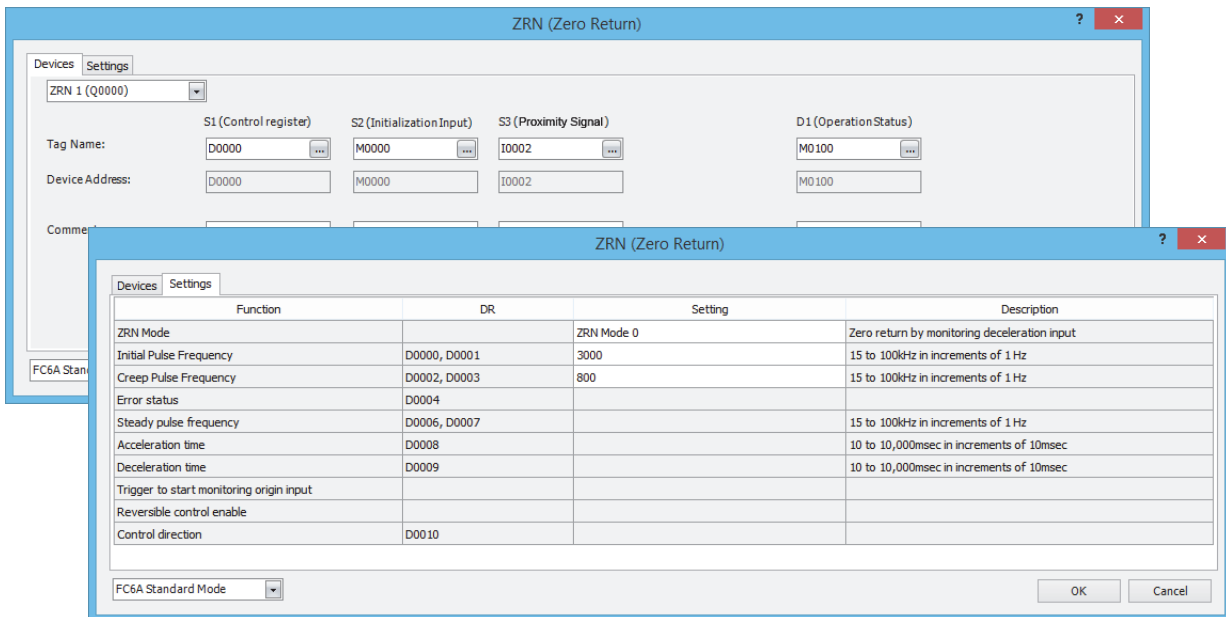 ZRN (Zero Return)
? ×
Devices Settings
ZRN 1 (Q0000)
S1 (Control register) S2 (Initialization Input) S3 (Proximity Signal) D1 (Operation Status)
Tag Name: D0000 ... M0000 ... I0002 ... M0100 ...
Device Address: D0000 M0000 I0002 M0100
FC6A
ZRN (Zero Return)
? ×
Devices Settings
Function DR Setting Description
ZRN Mode ZRN Mode 0 Zero return by monitoring deceleration input
Initial Pulse Frequency D0000, D0001 3000 15 to 100kHz in increments of 1 Hz
Creep Pulse Frequency D0002, D0003 800 15 to 100kHz in increments of 1 Hz
Error status D0004
Steady pulse frequency D0006, D0007 15 to 100kHz in increments of 1 Hz
Acceleration time D0008 10 to 10,000msec in increments of 10msec
Deceleration time D0009 10 to 10,000msec in increments of 10msec
Trigger to start monitoring origin input
Reversible control enable
Control direction D0010
FC6A Standard Mode
OK Cancel